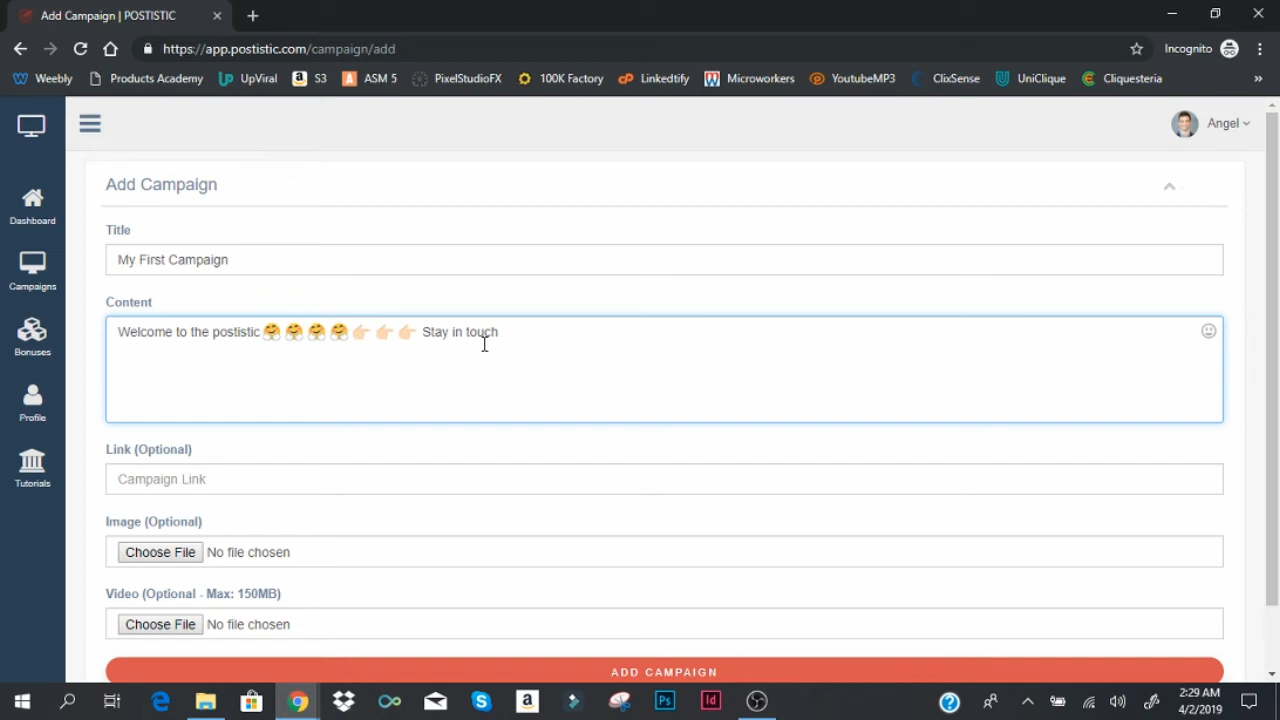 Add Campaign | POSTISTIC
https://app.postistic.com/campaign/add
Incognito
Weebly
Products Academy
UpViral
S3
ASM 5
PixelStudioFX
100K Factory
Linkedtify
Microworkers
YoutubeMP3
ClixSense
UniClique
Cliquesteria
»
Angel
Dashboard
Campaigns
Bonuses
Profile
Tutorials
Add Campaign
Title
My First Campaign
Content
Welcome to the postistic 🤗 🤗 🤗 🤗 👉🏻 👉🏻 👉🏻 Stay in touch
Link (Optional)
Campaign Link
Image (Optional)
Choose File No file chosen
Video (Optional - Max: 150MB)
Choose File No file chosen
ADD CAMPAIGN
Ps
Id
2:29 AM
4/2/2019